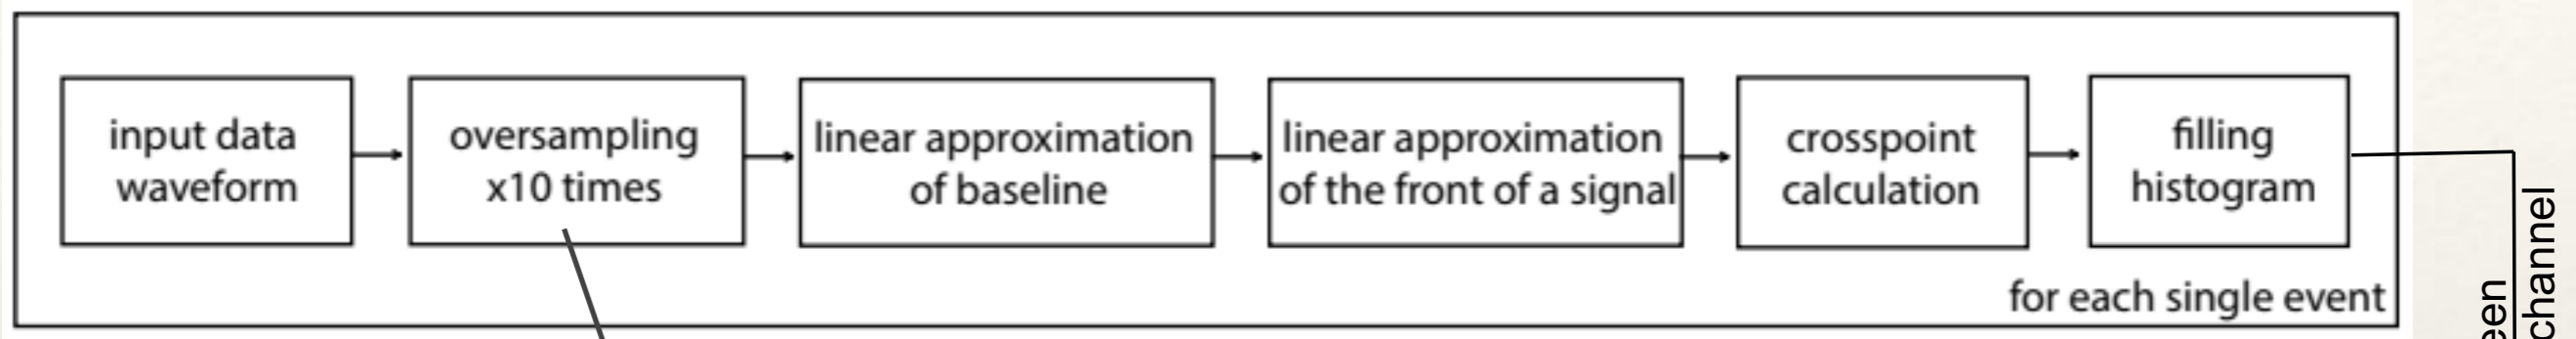 input data
waveform
oversampling
x10 times
linear approximation
of baseline
linear approximation
of the front of a signal
crosspoint
calculation
filling
histogram
for each single event
channel